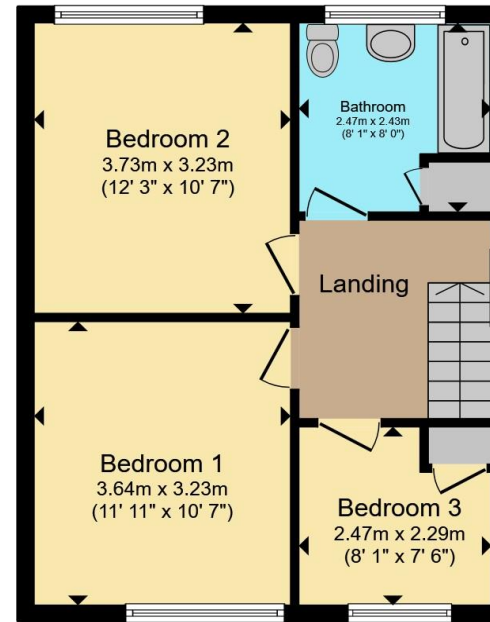 Bedroom 2
3.73m x 3.23m
(12' 3" x 10' 7")
Bathroom
2.47m x 2.43m
(8' 1" x 8' 0")
Landing
Bedroom 1
3.64m x 3.23m
(11' 11" x 10' 7")
Bedroom 3
2.47m x 2.29m
(8' 1" x 7' 6")